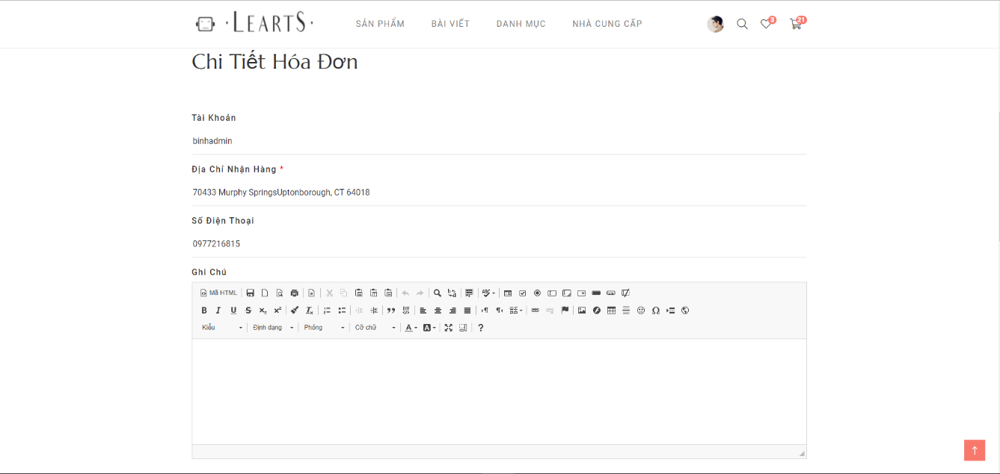 ·LEARTS·
SẢN PHẨM BÀI VIẾT DANH MỤC NHÀ CUNG CẤP
3 21
Chi Tiết Hóa Đơn
Tài Khoản
binhadmin
Địa Chỉ Nhận Hàng *
70433 Murphy SpringsUptonborough, CT 64018
Số Điện Thoại
0977216815
Ghi Chú
Mã HTML
Kiểu Định dạng Phông Cỡ chữ